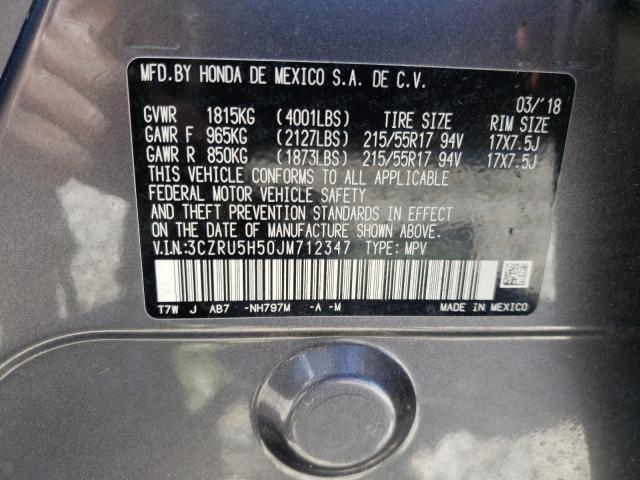 MFD. BY HONDA DE MEXICO S.A. DE C.V.
03/'18
GVWR 1815KG (4001LBS) TIRE SIZE RIM SIZE
GAWR F 965KG (2127LBS) 215/55R17 94V 17X7.5J
GAWR R 850KG (1873LBS) 215/55R17 94V 17X7.5J
THIS VEHICLE CONFORMS TO ALL APPLICABLE
FEDERAL MOTOR VEHICLE SAFETY
AND THEFT PREVENTION STANDARDS IN EFFECT
ON THE DATE OF MANUFACTURE SHOWN ABOVE.
V.I.N.:3CZRU5H50JM712347 TYPE: MPV
T7W J AB7 -NH797M -A -M MADE IN MEXICO